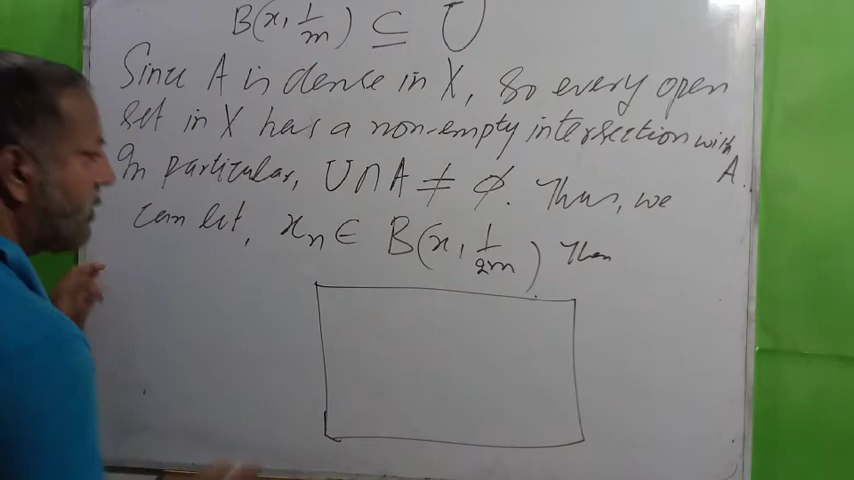 B(x, 1/m) ⊆ U
Since A is dense in X, so every open
set in X has a non-empty intersection with A.
In particular, U∩A ≠ φ. Thus, we
can let, xₙ ∈ B(x, 1/2m) Then